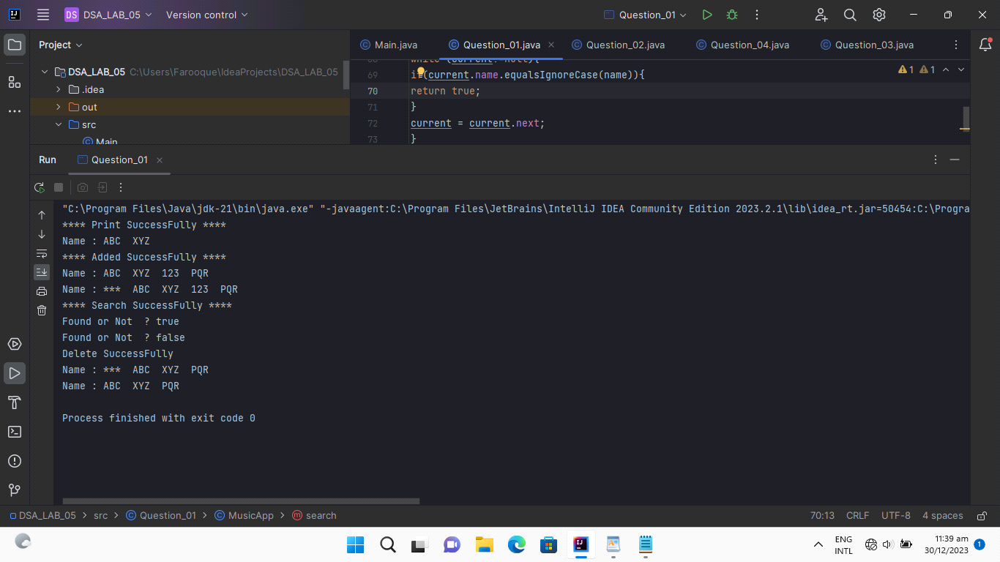 DS DSA_LAB_05 Version control Question_01
Project
Main.java Question_01.java Question_02.java Question_04.java Question_03.java
DSA_LAB_05 C:\Users\Farooque\IdeaProjects\DSA_LAB_05
.idea
out
src
Main
69 if(current.name.equalsIgnoreCase(name)){
1 1
70 return true;
71 }
72 current = current.next;
73 }
Run Question_01
"C:\Program Files\Java\jdk-21\bin\java.exe" "-javaagent:C:\Program Files\JetBrains\IntelliJ IDEA Community Edition 2023.2.1\lib\idea_rt.jar=50454:C:\Progra
**** Print SuccessFully ****
Name : ABC  XYZ
**** Added SuccessFully ****
Name : ABC  XYZ  123  PQR
Name : ***  ABC  XYZ  123  PQR
**** Search SuccessFully ****
Found or Not  ? true
Found or Not  ? false
Delete SuccessFully
Name : ***  ABC  XYZ  PQR
Name : ABC  XYZ  PQR
Process finished with exit code 0
DSA_LAB_05 > src > Question_01 > MusicApp > search
70:13 CRLF UTF-8 4 spaces
ENG
INTL
11:39 am
30/12/2023
1